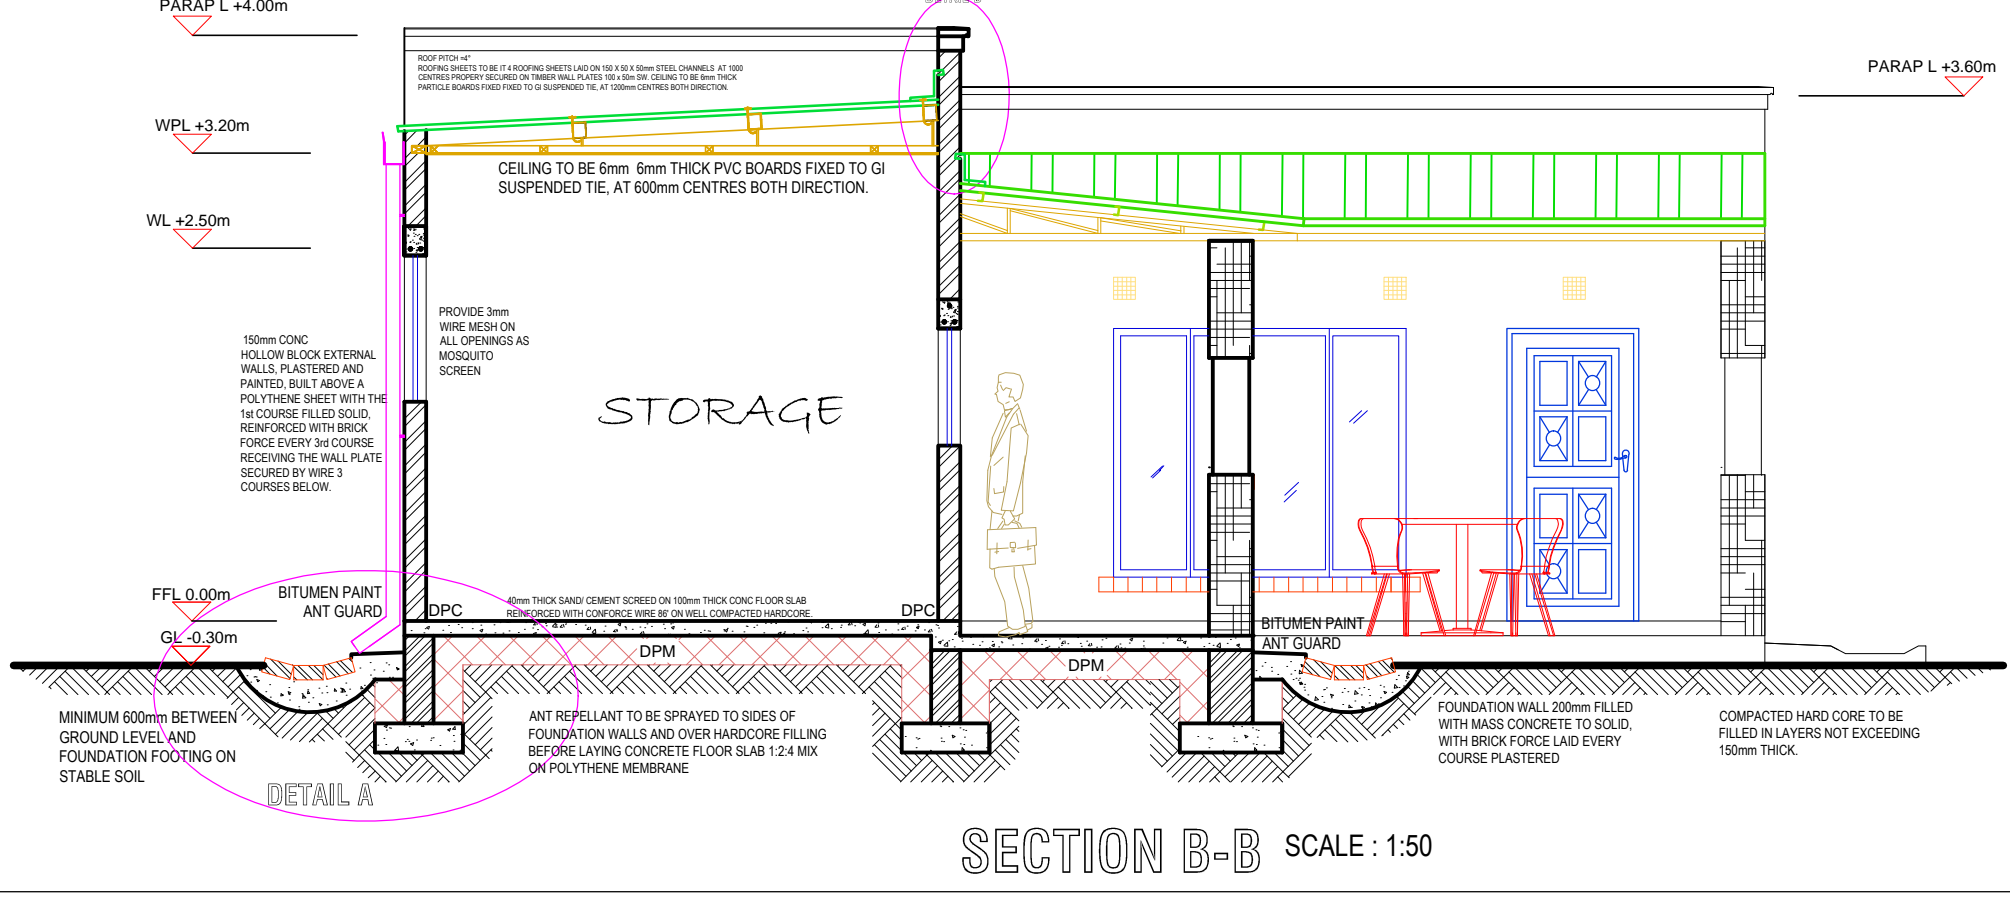 PARAP L +4.00m
ROOF PITCH =4°
ROOFING SHEETS TO BE IT 4 ROOFING SHEETS LAID ON 150 X 50 X 50mm STEEL CHANNELS  AT 1000
CENTRES PROPERY SECURED ON TIMBER WALL PLATES 100 x 50m SW. CEILING TO BE 6mm THICK
PARTICLE BOARDS FIXED FIXED TO GI SUSPENDED TIE, AT 1200mm CENTRES BOTH DIRECTION.
PARAP L +3.60m
WPL +3.20m
CEILING TO BE 6mm  6mm THICK PVC BOARDS FIXED TO GI
SUSPENDED TIE, AT 600mm CENTRES BOTH DIRECTION.
WL +2.50m
PROVIDE 3mm
WIRE MESH ON
ALL OPENINGS AS
MOSQUITO
SCREEN
150mm CONC
HOLLOW BLOCK EXTERNAL
WALLS, PLASTERED AND
PAINTED, BUILT ABOVE A
POLYTHENE SHEET WITH THE
1st COURSE FILLED SOLID,
REINFORCED WITH BRICK
FORCE EVERY 3rd COURSE
RECEIVING THE WALL PLATE
SECURED BY WIRE 3
COURSES BELOW.
STORAGE
FFL 0.00m
GL -0.30m
BITUMEN PAINT
ANT GUARD
DPC
40mm THICK SAND/ CEMENT SCREED ON 100mm THICK CONC FLOOR SLAB
REINFORCED WITH CONFORCE WIRE 86' ON WELL COMPACTED HARDCORE.
DPC
DPM
DPM
BITUMEN PAINT
ANT GUARD
MINIMUM 600mm BETWEEN
GROUND LEVEL AND
FOUNDATION FOOTING ON
STABLE SOIL
DETAIL A
ANT REPELLANT TO BE SPRAYED TO SIDES OF
FOUNDATION WALLS AND OVER HARDCORE FILLING
BEFORE LAYING CONCRETE FLOOR SLAB 1:2:4 MIX
ON POLYTHENE MEMBRANE
FOUNDATION WALL 200mm FILLED
WITH MASS CONCRETE TO SOLID,
WITH BRICK FORCE LAID EVERY
COURSE PLASTERED
COMPACTED HARD CORE TO BE
FILLED IN LAYERS NOT EXCEEDING
150mm THICK.
SECTION B-B
SCALE : 1:50